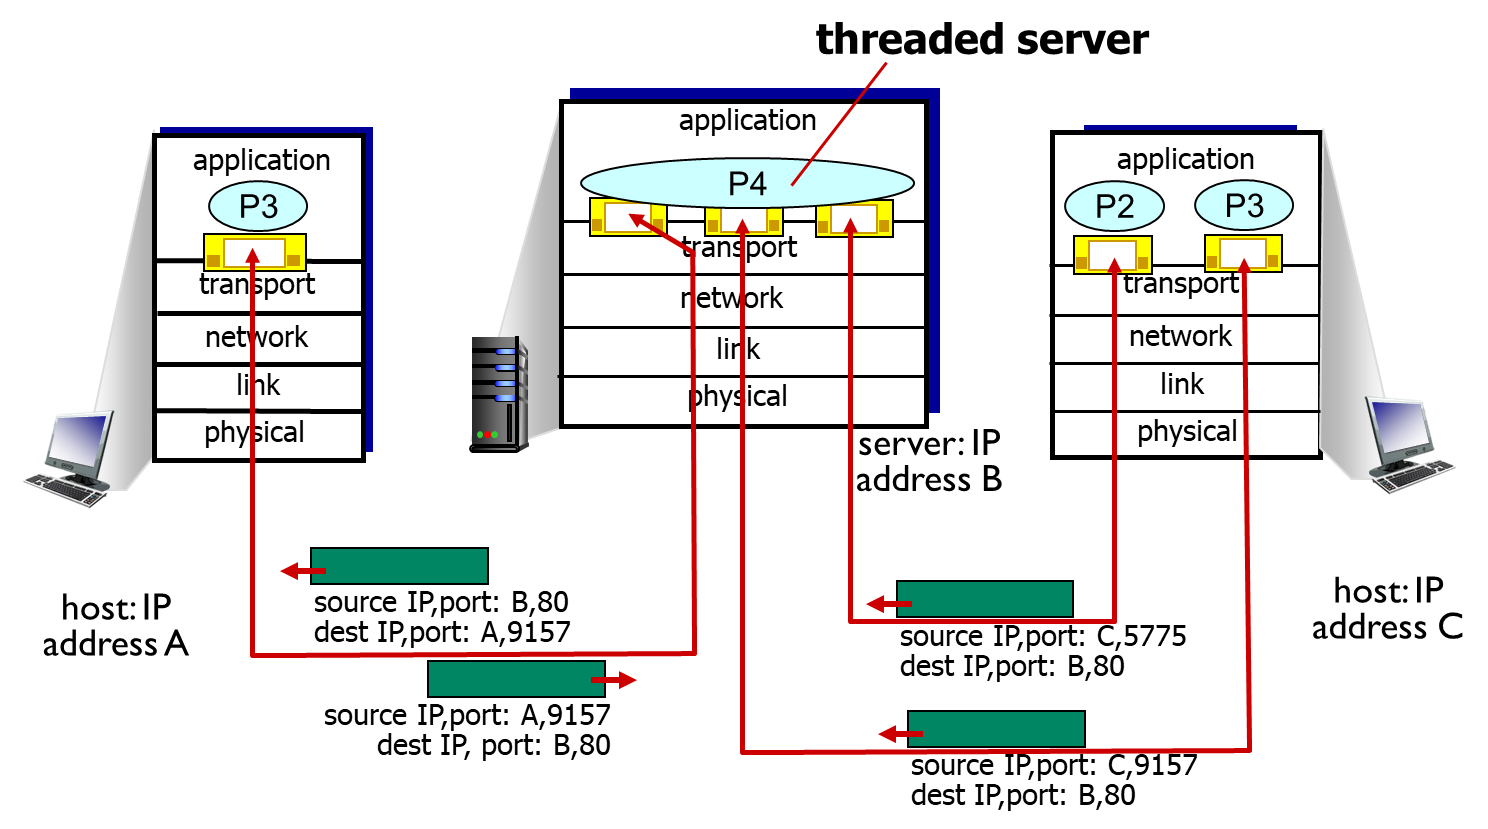 threaded server
application
P3
transport
network
link
physical
application
P4
transport
network
link
physical
application
P2
P3
transport
network
link
physical
server: IP
address B
host: IP
address A
host: IP
address C
source IP,port: B,80
dest IP,port: A,9157
source IP,port: A,9157
dest IP, port: B,80
source IP,port: C,5775
dest IP,port: B,80
source IP,port: C,9157
dest IP,port: B,80